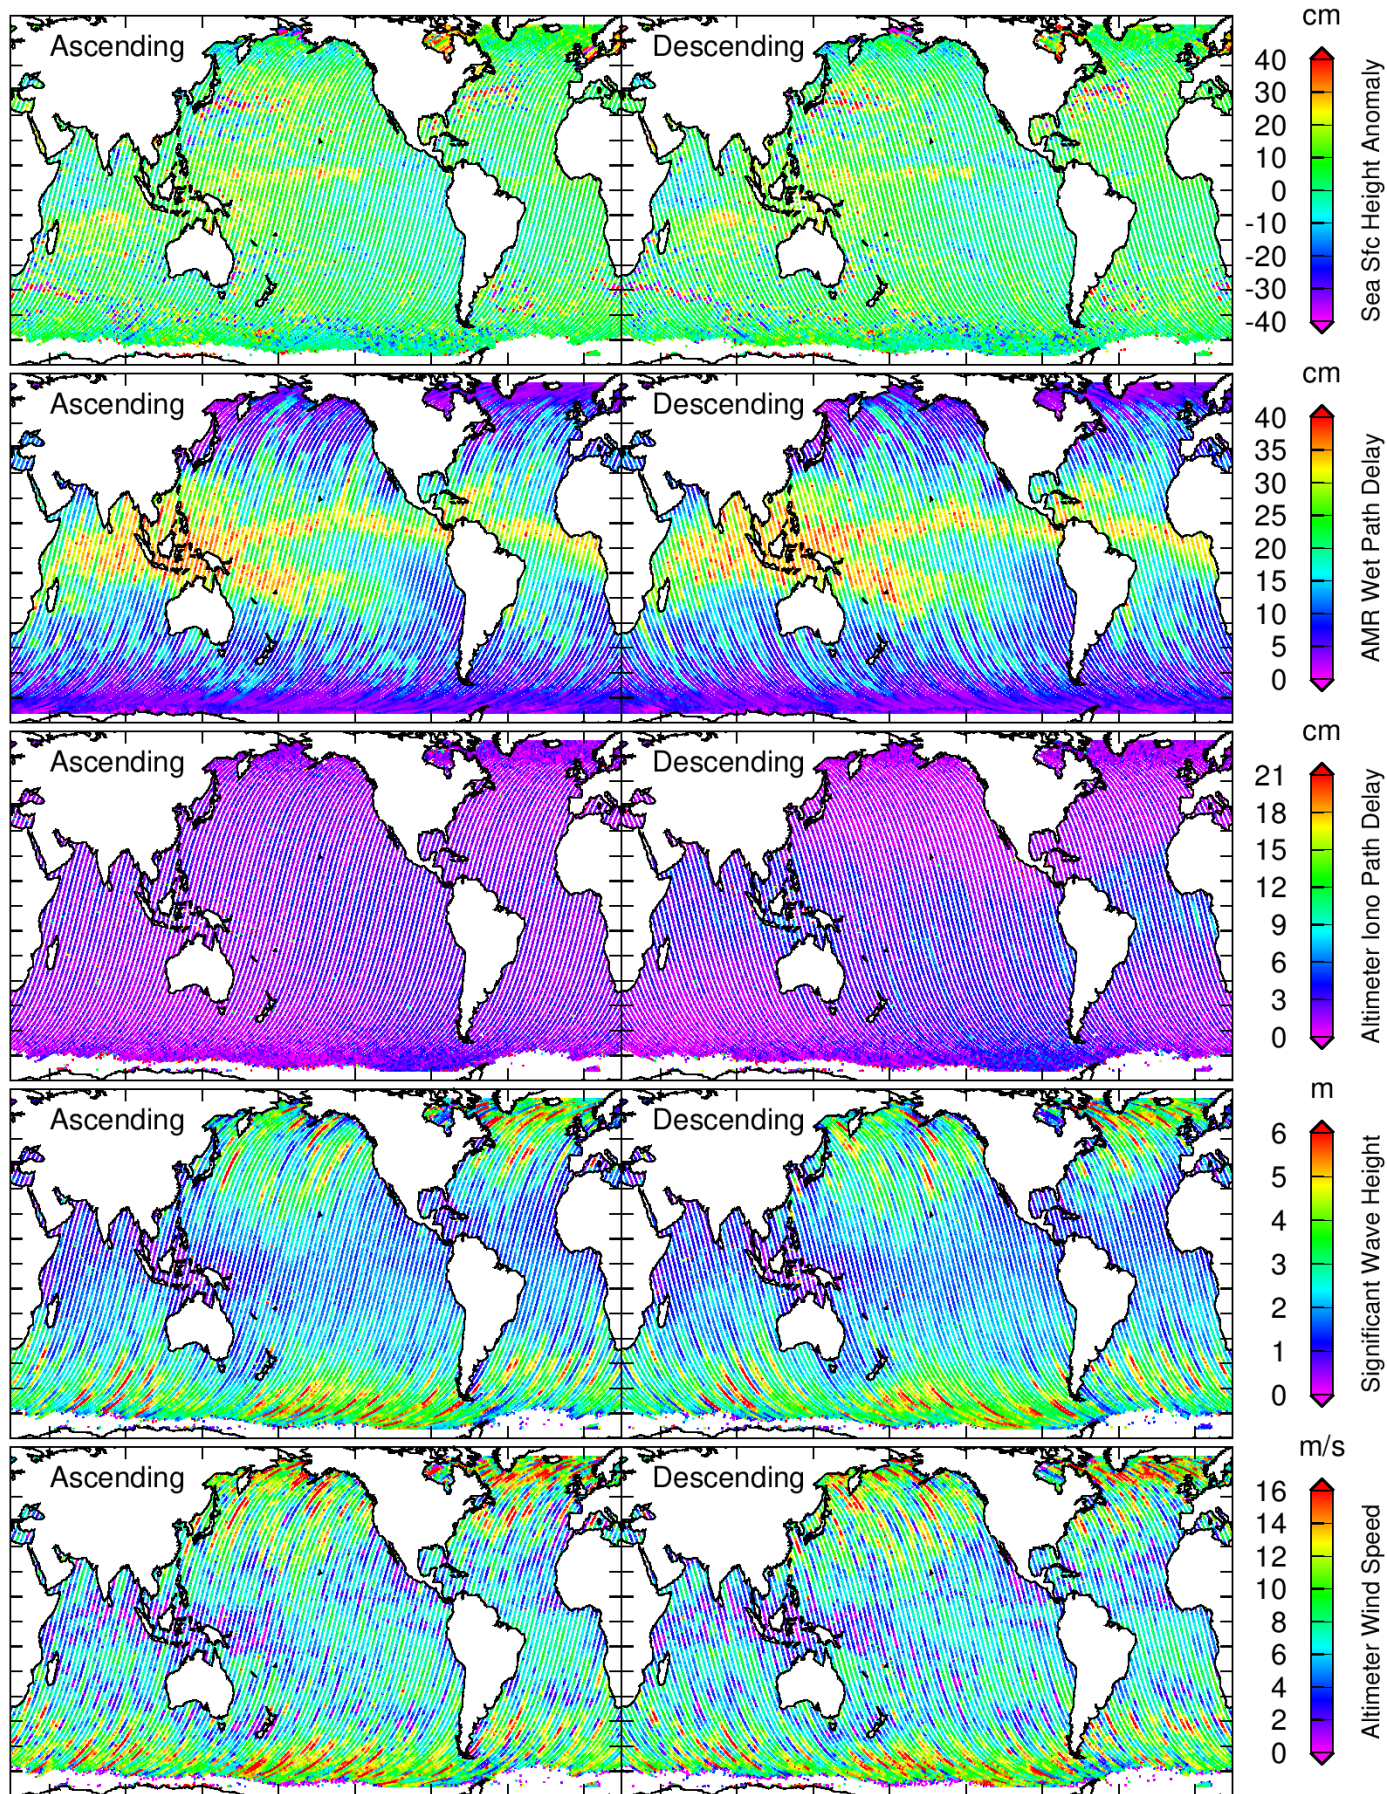 Ascending
Descending
cm
40
30
20
10
0
-10
-20
-30
-40
Sea Sfc Height Anomaly
Ascending
Descending
cm
40
35
30
25
20
15
10
5
0
AMR Wet Path Delay
Ascending
Descending
cm
21
18
15
12
9
6
3
0
Altimeter Iono Path Delay
Ascending
Descending
m
6
5
4
3
2
1
0
Significant Wave Height
Ascending
Descending
m/s
16
14
12
10
8
6
4
2
0
Altimeter Wind Speed